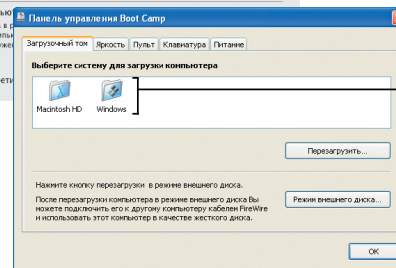 Панель управления Boot Camp
Загрузочный том Яркость Пульт Клавиатура Питание
Выберите систему для загрузки компьютера
Macintosh HD Windows
Перезагрузить...
Нажмите кнопку перезагрузки в режиме внешнего диска.
После перезагрузки компьютера в режиме внешнего диска Вы
можете подключить его к другому компьютеру кабелем FireWire
и использовать этот компьютер в качестве жесткого диска.
Режим внешнего диска...
OK